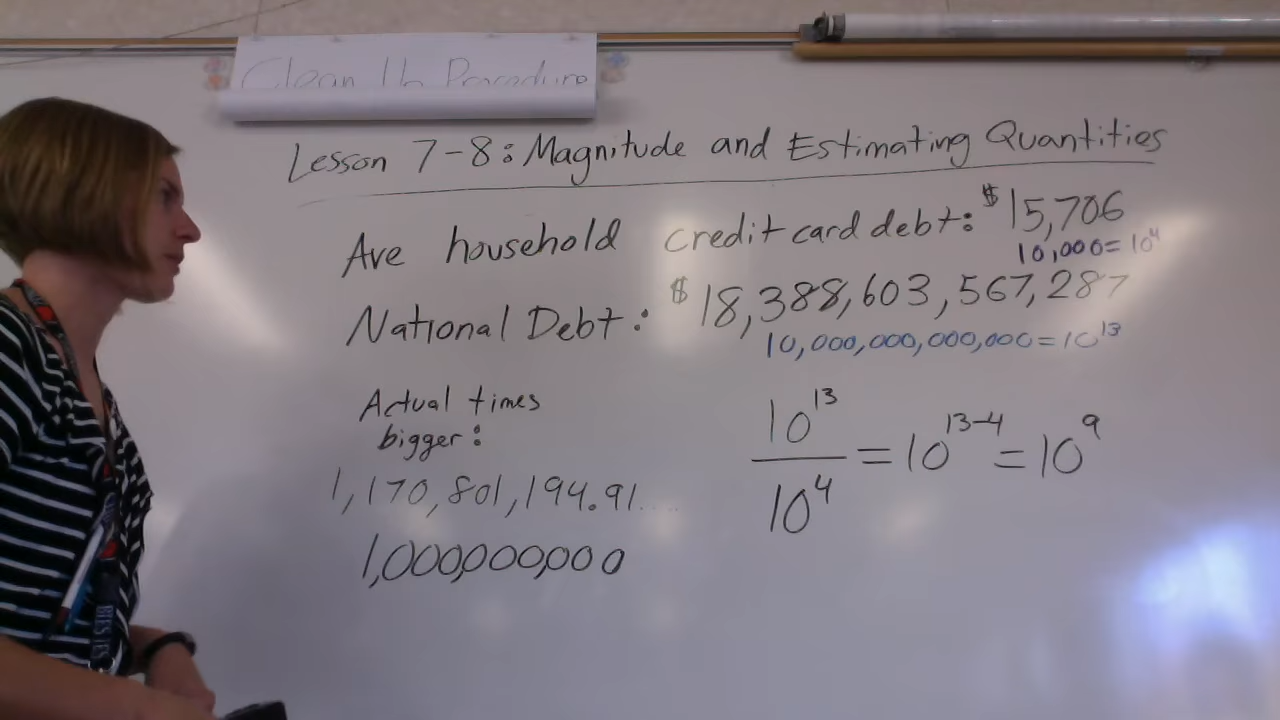 Clean Up Procedure
Lesson 7-8: Magnitude and Estimating Quantities
Ave household credit card debt: $15,706
10,000=10⁴
National Debt: $18,388,603,567,287
10,000,000,000,000=10¹³
Actual times
bigger:
1,170,801,194.91....
1,000,000,000
10¹³/10⁴ = 10¹³⁻⁴ = 10⁹